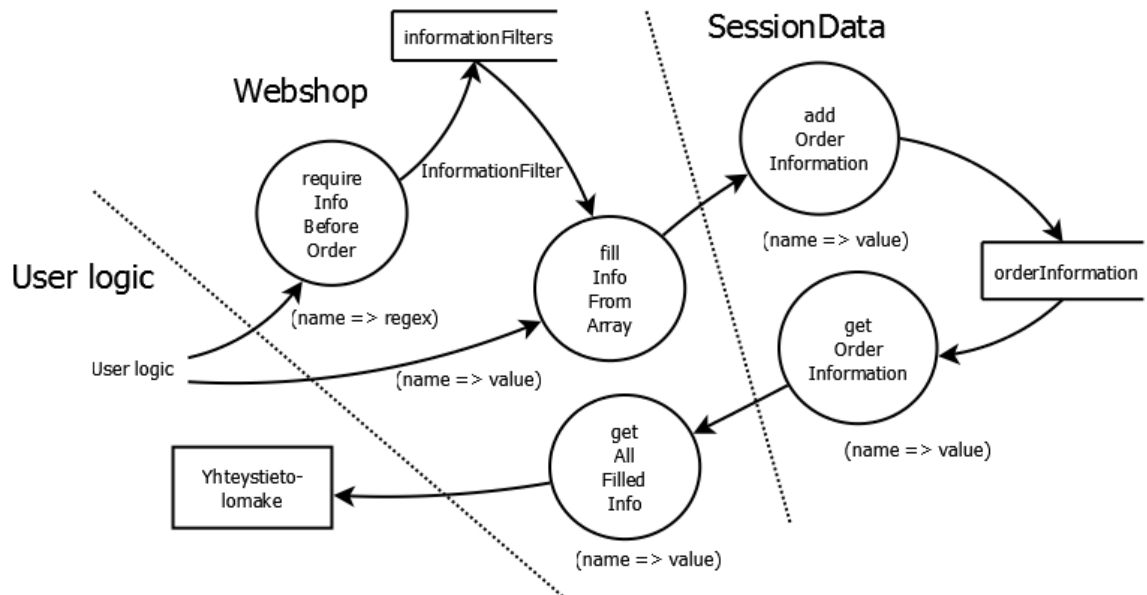 informationFilters
SessionData
Webshop
add
Order
Information
require
Info
Before
Order
InformationFilter
(name => value)
fill
Info
From
Array
User logic
orderInformation
(name => regex)
get
Order
Information
User logic
(name => value)
get
All
Filled
Info
(name => value)
Yhteystieto-
lomake
(name => value)